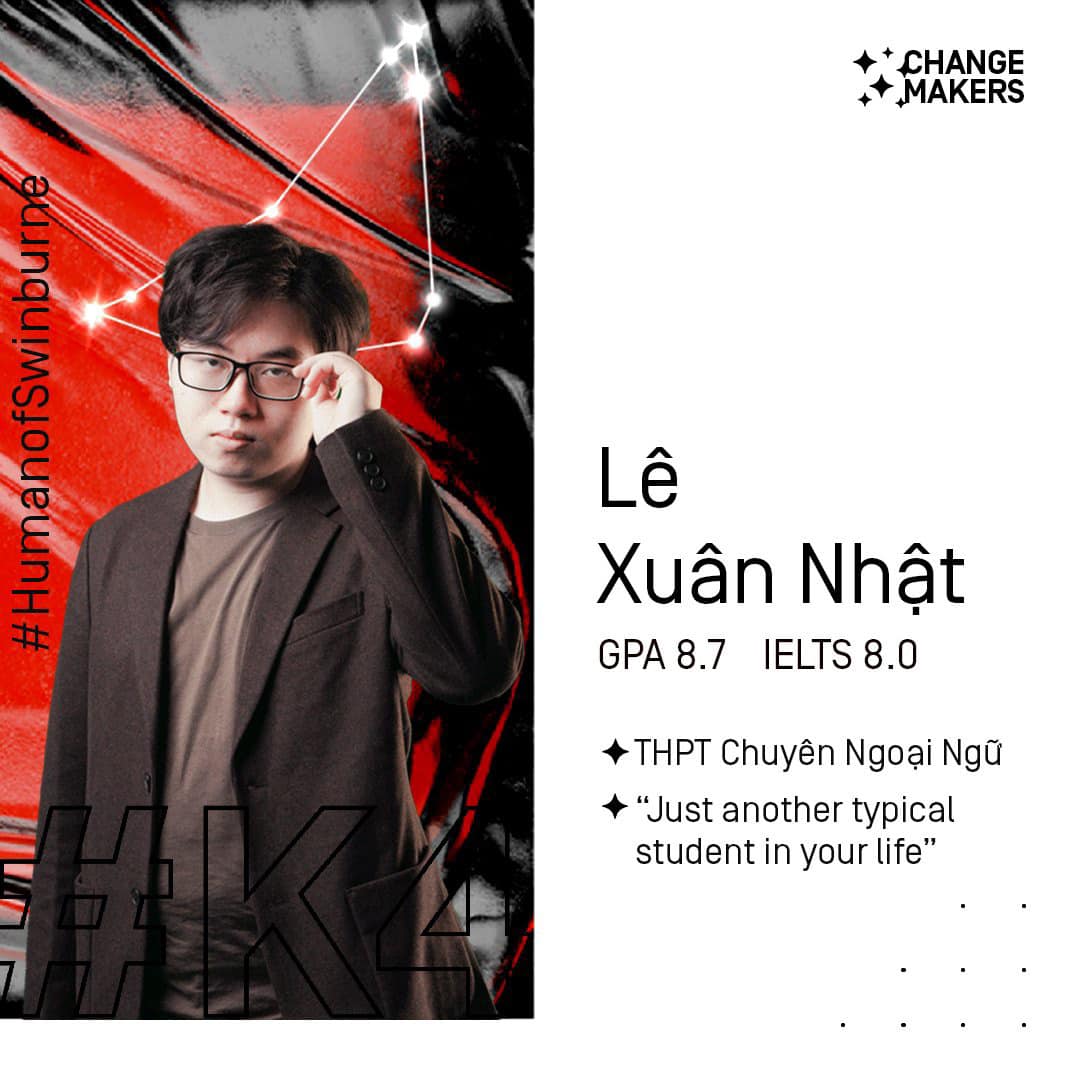 #HumanofSwinburne
CHANGE
MAKERS
Lê
Xuân Nhật
GPA 8.7 IELTS 8.0
THPT Chuyên Ngoại Ngữ
“Just another typical
student in your life”
#K4